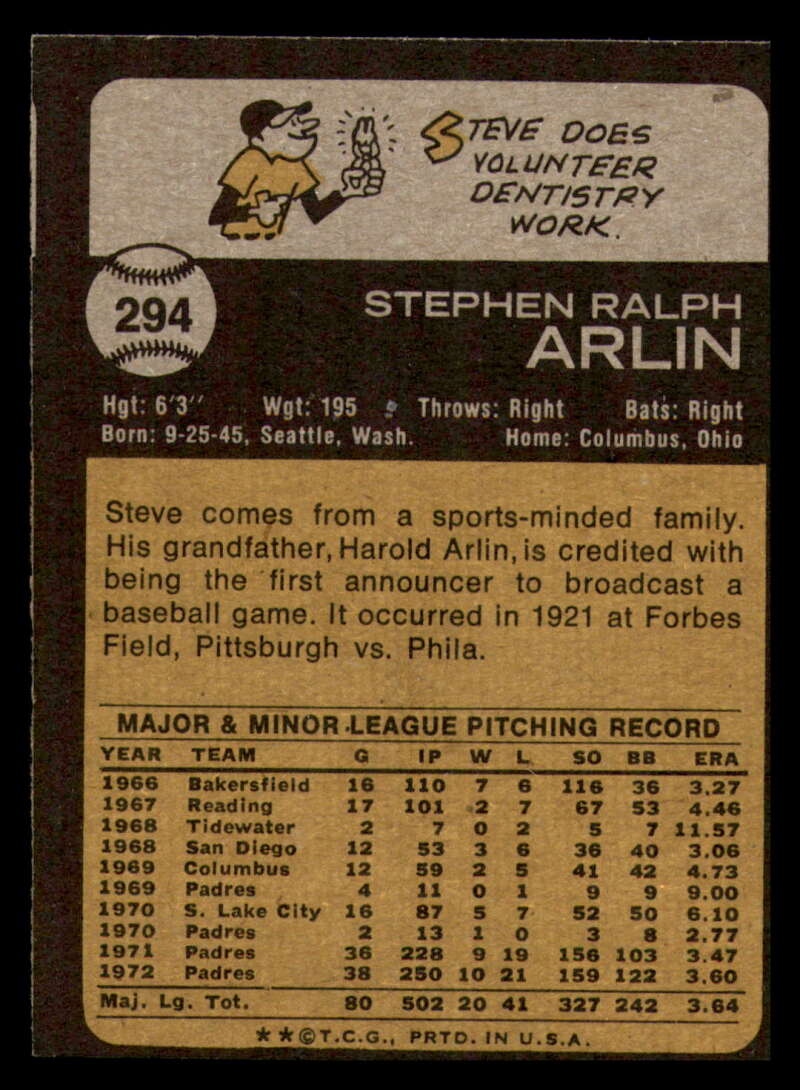 STEVE DOES
VOLUNTEER
DENTISTRY
WORK.
294
STEPHEN RALPH
ARLIN
Hgt: 6'3" Wgt: 195 Throws: Right Bats: Right
Born: 9-25-45, Seattle, Wash. Home: Columbus, Ohio
Steve comes from a sports-minded family.
His grandfather, Harold Arlin, is credited with
being the first announcer to broadcast a
baseball game. It occurred in 1921 at Forbes
Field, Pittsburgh vs. Phila.
MAJOR & MINOR LEAGUE PITCHING RECORD
YEAR TEAM G IP W L SO BB ERA
1966 Bakersfield 16 110 7 6 116 36 3.27
1967 Reading 17 101 2 7 67 53 4.46
1968 Tidewater 2 7 0 2 5 7 11.57
1968 San Diego 12 53 3 6 36 40 3.06
1969 Columbus 12 59 2 5 41 42 4.73
1969 Padres 4 11 0 1 9 9 9.00
1970 S. Lake City 16 87 5 7 52 50 6.10
1970 Padres 2 13 1 0 3 8 2.77
1971 Padres 36 228 9 19 156 103 3.47
1972 Padres 38 250 10 21 159 122 3.60
Maj. Lg. Tot. 80 502 20 41 327 242 3.64
**©T.C.G., PRTD. IN U.S.A.